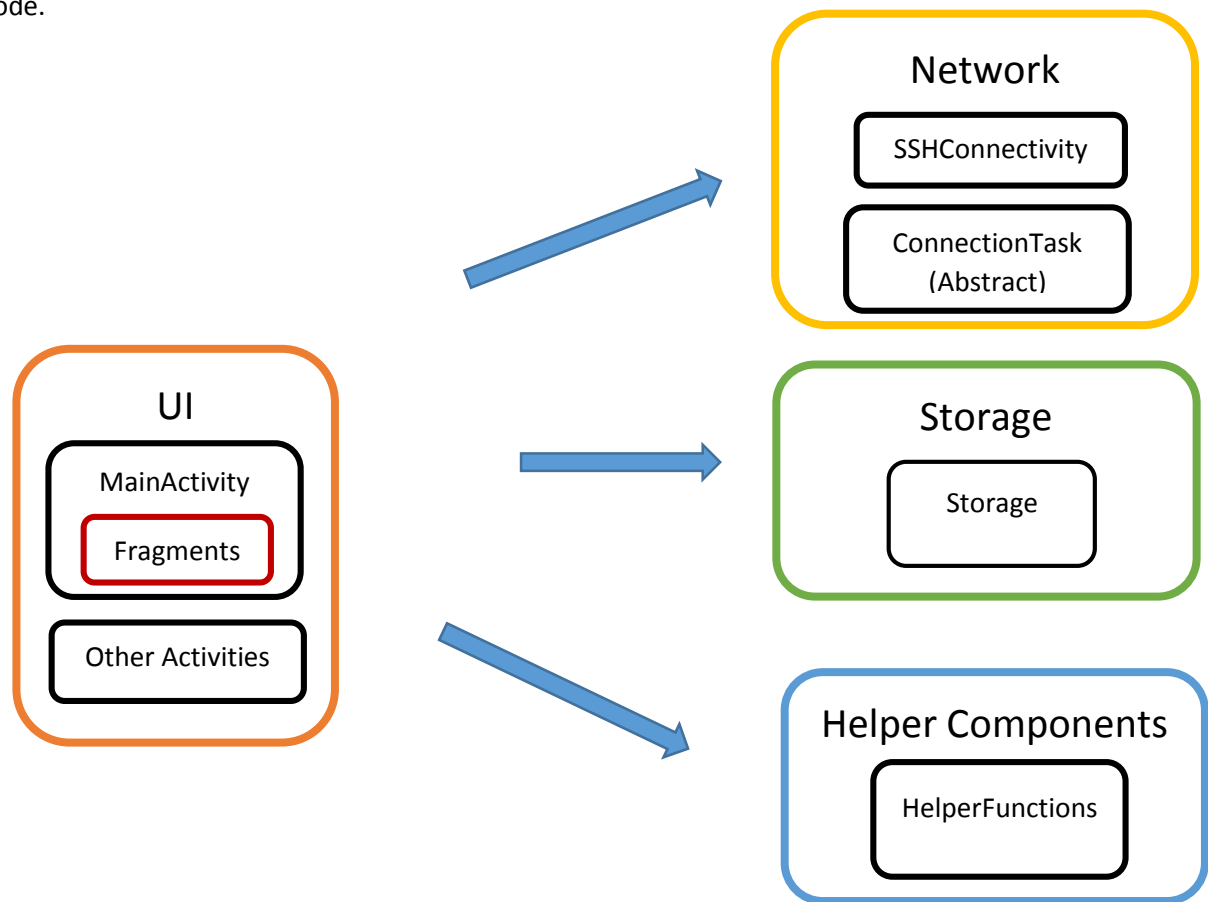 ode.
Network
SSHConnectivity
ConnectionTask
(Abstract)
UI
MainActivity
Fragments
Other Activities
Storage
Storage
Helper Components
HelperFunctions